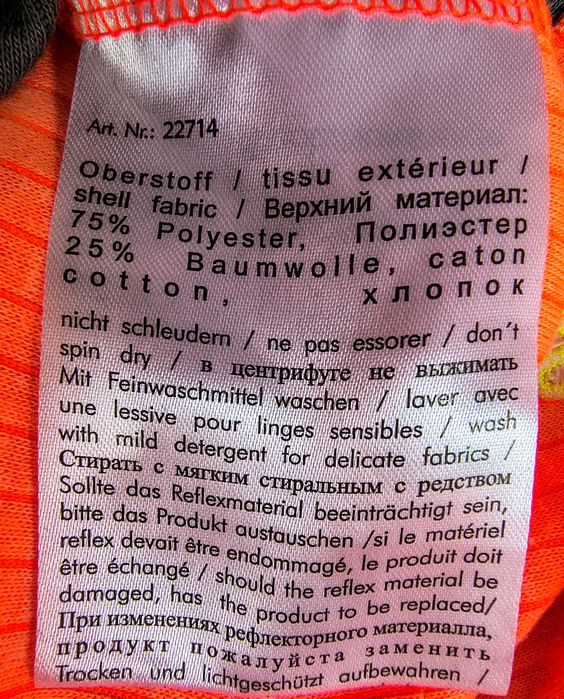 Art. Nr.: 22714
Oberstoff / tissu extérieur /
shell fabric / Верхний материал:
75% Polyester, Полиэстер
25% Baumwolle, caton
cotton, хлопок
nicht schleudern / ne pas essorer / don't
spin dry / в центрифуге не выжимать
Mit Feinwaschmittel waschen / laver avec
une lessive pour linges sensibles / wash
with mild detergent for delicate fabrics /
Стирать с мягким стиральным с редством
Sollte das Reflexmaterial beeinträchtigt sein,
bitte das Produkt austauschen /si le matériel
reflex devait être endommagé, le produit doit
être échangé / should the reflex material be
damaged, has the product to be replaced/
При изменениях рефлекторного материалла,
продукт пожалуйста заменить
Trocken und lichtgeschützt aufbewahren /